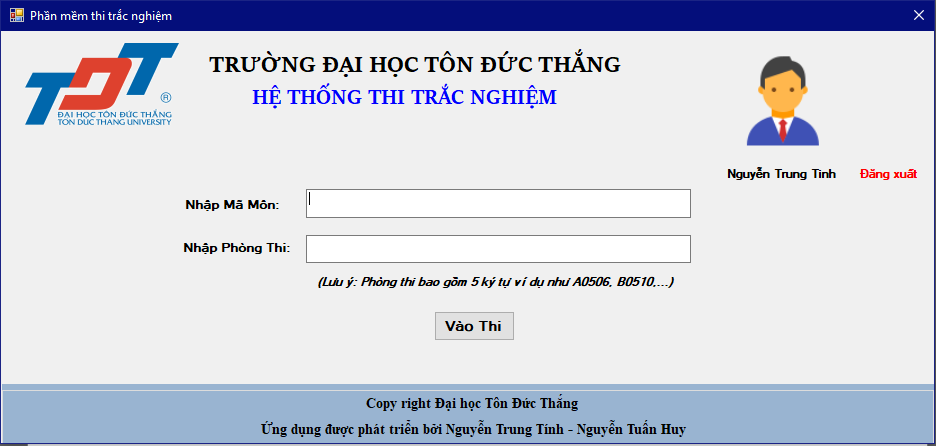 Phần mềm thi trắc nghiệm
TRƯỜNG ĐẠI HỌC TÔN ĐỨC THẮNG
HỆ THỐNG THI TRẮC NGHIỆM
TDT
®
ĐẠI HỌC TÔN ĐỨC THẮNG
TON DUC THANG UNIVERSITY
Nguyễn Trung Tính Đăng xuất
Nhập Mã Môn:
Nhập Phòng Thi:
(Lưu ý: Phòng thi bao gồm 5 ký tự ví dụ như A0506, B0510,...)
Vào Thi
Copy right Đại học Tôn Đức Thắng
Ứng dụng được phát triển bởi Nguyễn Trung Tính - Nguyễn Tuấn Huy